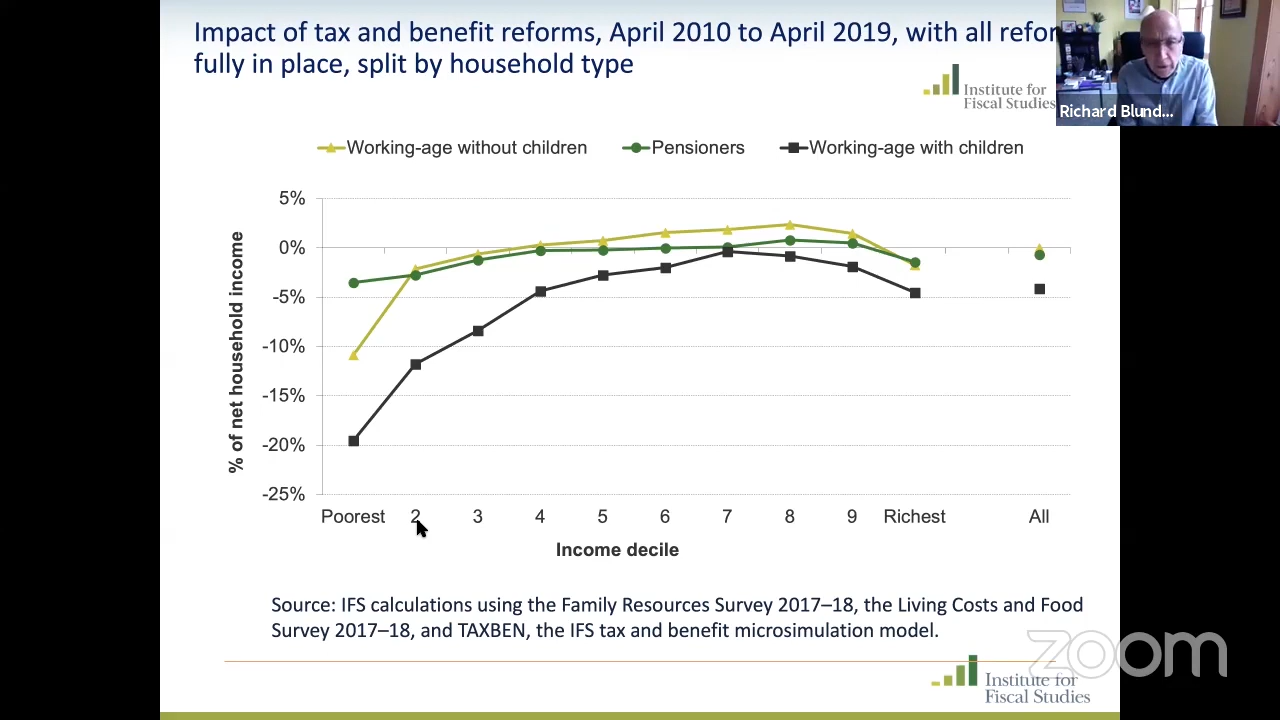 Impact of tax and benefit reforms, April 2010 to April 2019, with all refor
fully in place, split by household type
Institute for
Fiscal Studies
Richard Blund...
Working-age without children
Pensioners
Working-age with children
5%
0%
-5%
-10%
-15%
-20%
-25%
% of net household income
Poorest 2 3 4 5 6 7 8 9 Richest All
Income decile
Source: IFS calculations using the Family Resources Survey 2017–18, the Living Costs and Food
Survey 2017–18, and TAXBEN, the IFS tax and benefit microsimulation model.
zoom
Institute for
Fiscal Studies